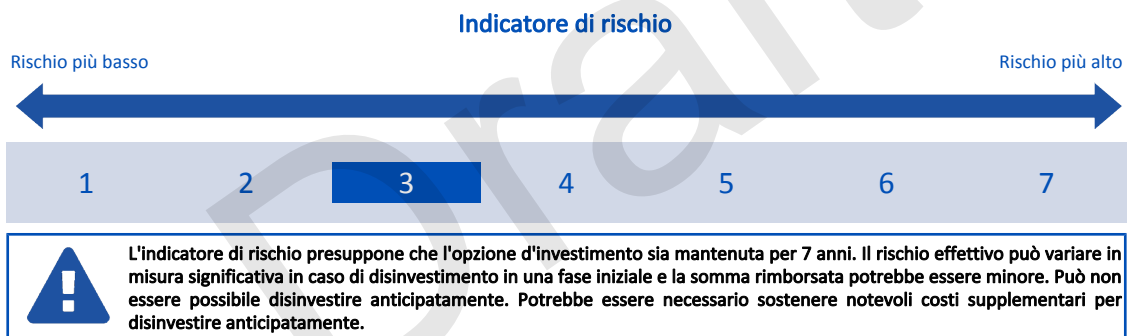 Indicatore di rischio
Rischio più basso
Rischio più alto
1 2 3 4 5 6 7
L'indicatore di rischio presuppone che l'opzione d'investimento sia mantenuta per 7 anni. Il rischio effettivo può variare in
misura significativa in caso di disinvestimento in una fase iniziale e la somma rimborsata potrebbe essere minore. Può non
essere possibile disinvestire anticipatamente. Potrebbe essere necessario sostenere notevoli costi supplementari per
disinvestire anticipatamente.
Draft